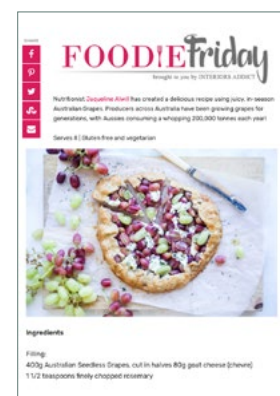 SHARE
FOODIE Friday
brought to you by INTERIORS ADDICT
Nutritionist Jaqueline Alwill has created a delicious recipe using juicy, in-season
Australian Grapes. Producers across Australia have been growing grapes for
generations, with Aussies consuming a whopping 200,000 tonnes each year!
Serves 8 | Gluten free and vegetarian
Ingredients
Filling:
400g Australian Seedless Grapes, cut in halves 80g goat cheese (chevre)
1 1/2 teaspoons finely chopped rosemary